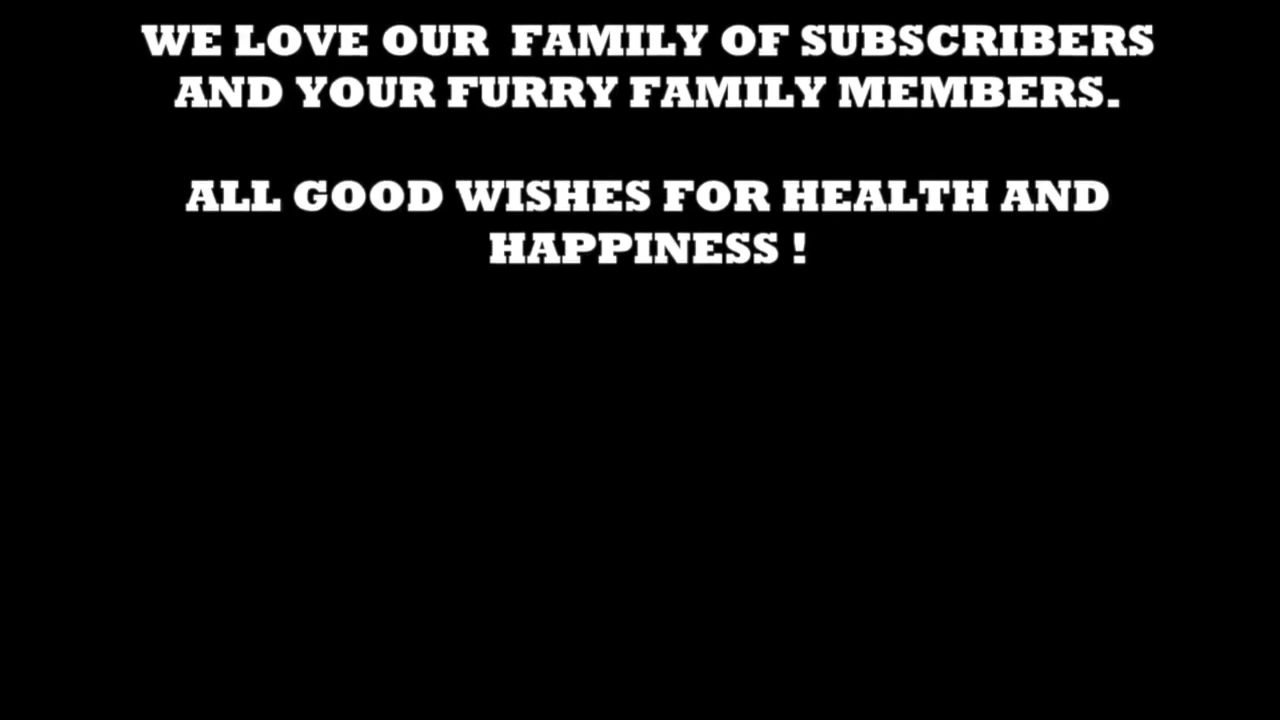 WE LOVE OUR  FAMILY OF SUBSCRIBERS
AND YOUR FURRY FAMILY MEMBERS.
ALL GOOD WISHES FOR HEALTH AND
HAPPINESS !